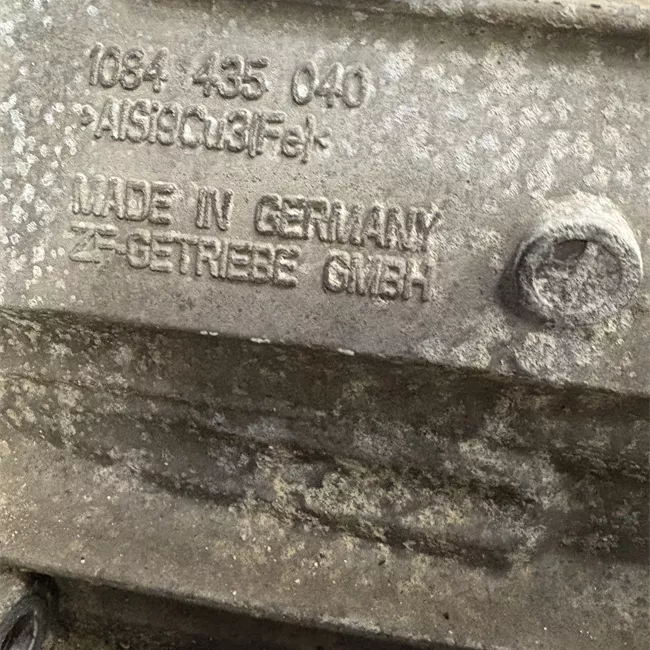 1084 435 040
>AlSi9Cu3(Fe)<
MADE IN GERMANY
ZF-GETRIEBE GMBH